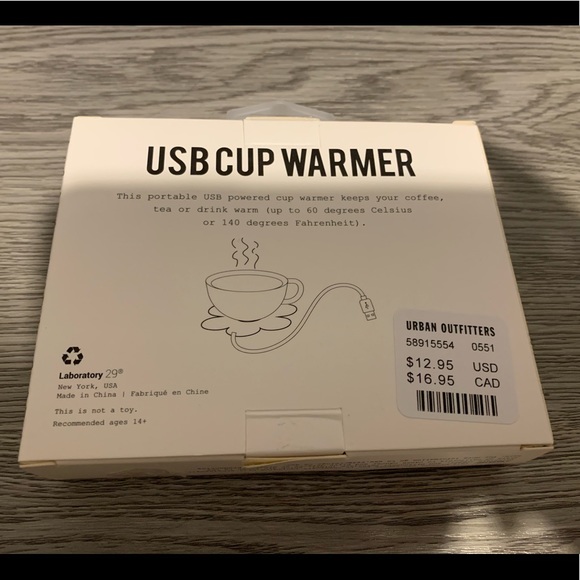 USB CUP WARMER
This portable USB powered cup warmer keeps your coffee,
tea or drink warm (up to 60 degrees Celsius
or 140 degrees Fahrenheit).
URBAN OUTFITTERS
58915554 0551
$12.95 USD
$16.95 CAD
Laboratory 29®
New York, USA
Made in China | Fabriqué en Chine
This is not a toy.
Recommended ages 14+